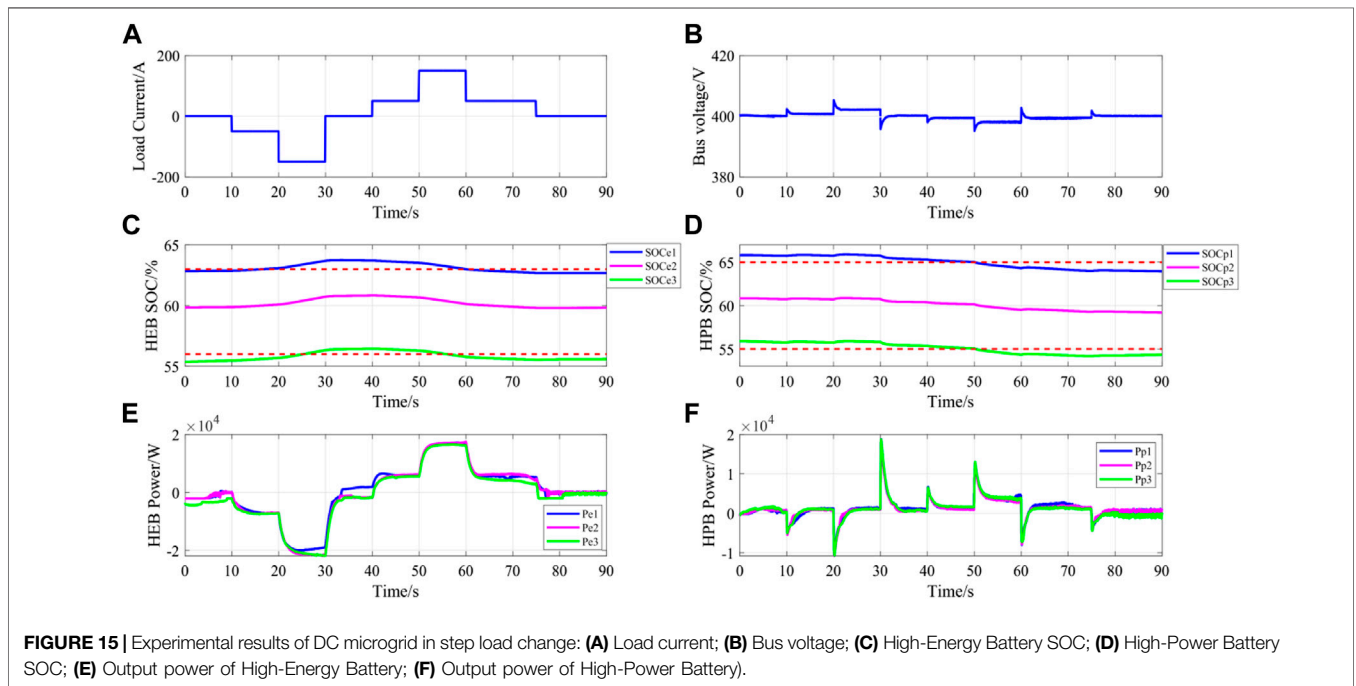 A
Load Current/A
200
0
-200
0 10 20 30 40 50 60 70 80 90
Time/s
B
Bus voltage/V
420
400
380
0 10 20 30 40 50 60 70 80 90
Time/s
C
HEB SOC/%
65
60
55
0 10 20 30 40 50 60 70 80 90
Time/s
SOCe1
SOCe2
SOCe3
D
HPB SOC/%
65
60
55
0 10 20 30 40 50 60 70 80 90
Time/s
SOCp1
SOCp2
SOCp3
E
×10⁴
HEB Power/W
2
0
-2
0 10 20 30 40 50 60 70 80 90
Time/s
Pe1
Pe2
Pe3
F
×10⁴
HPB Power/W
2
1
0
-1
0 10 20 30 40 50 60 70 80 90
Time/s
Pp1
Pp2
Pp3
FIGURE 15 | Experimental results of DC microgrid in step load change: (A) Load current; (B) Bus voltage; (C) High-Energy Battery SOC; (D) High-Power Battery
SOC; (E) Output power of High-Energy Battery; (F) Output power of High-Power Battery).